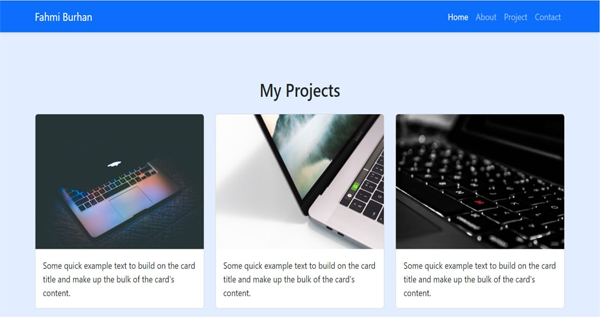 Fahmi Burhan
Home About Project Contact
My Projects
Some quick example text to build on the card
title and make up the bulk of the card's
content.
Some quick example text to build on the card
title and make up the bulk of the card's
content.
Some quick example text to build on the card
title and make up the bulk of the card's
content.